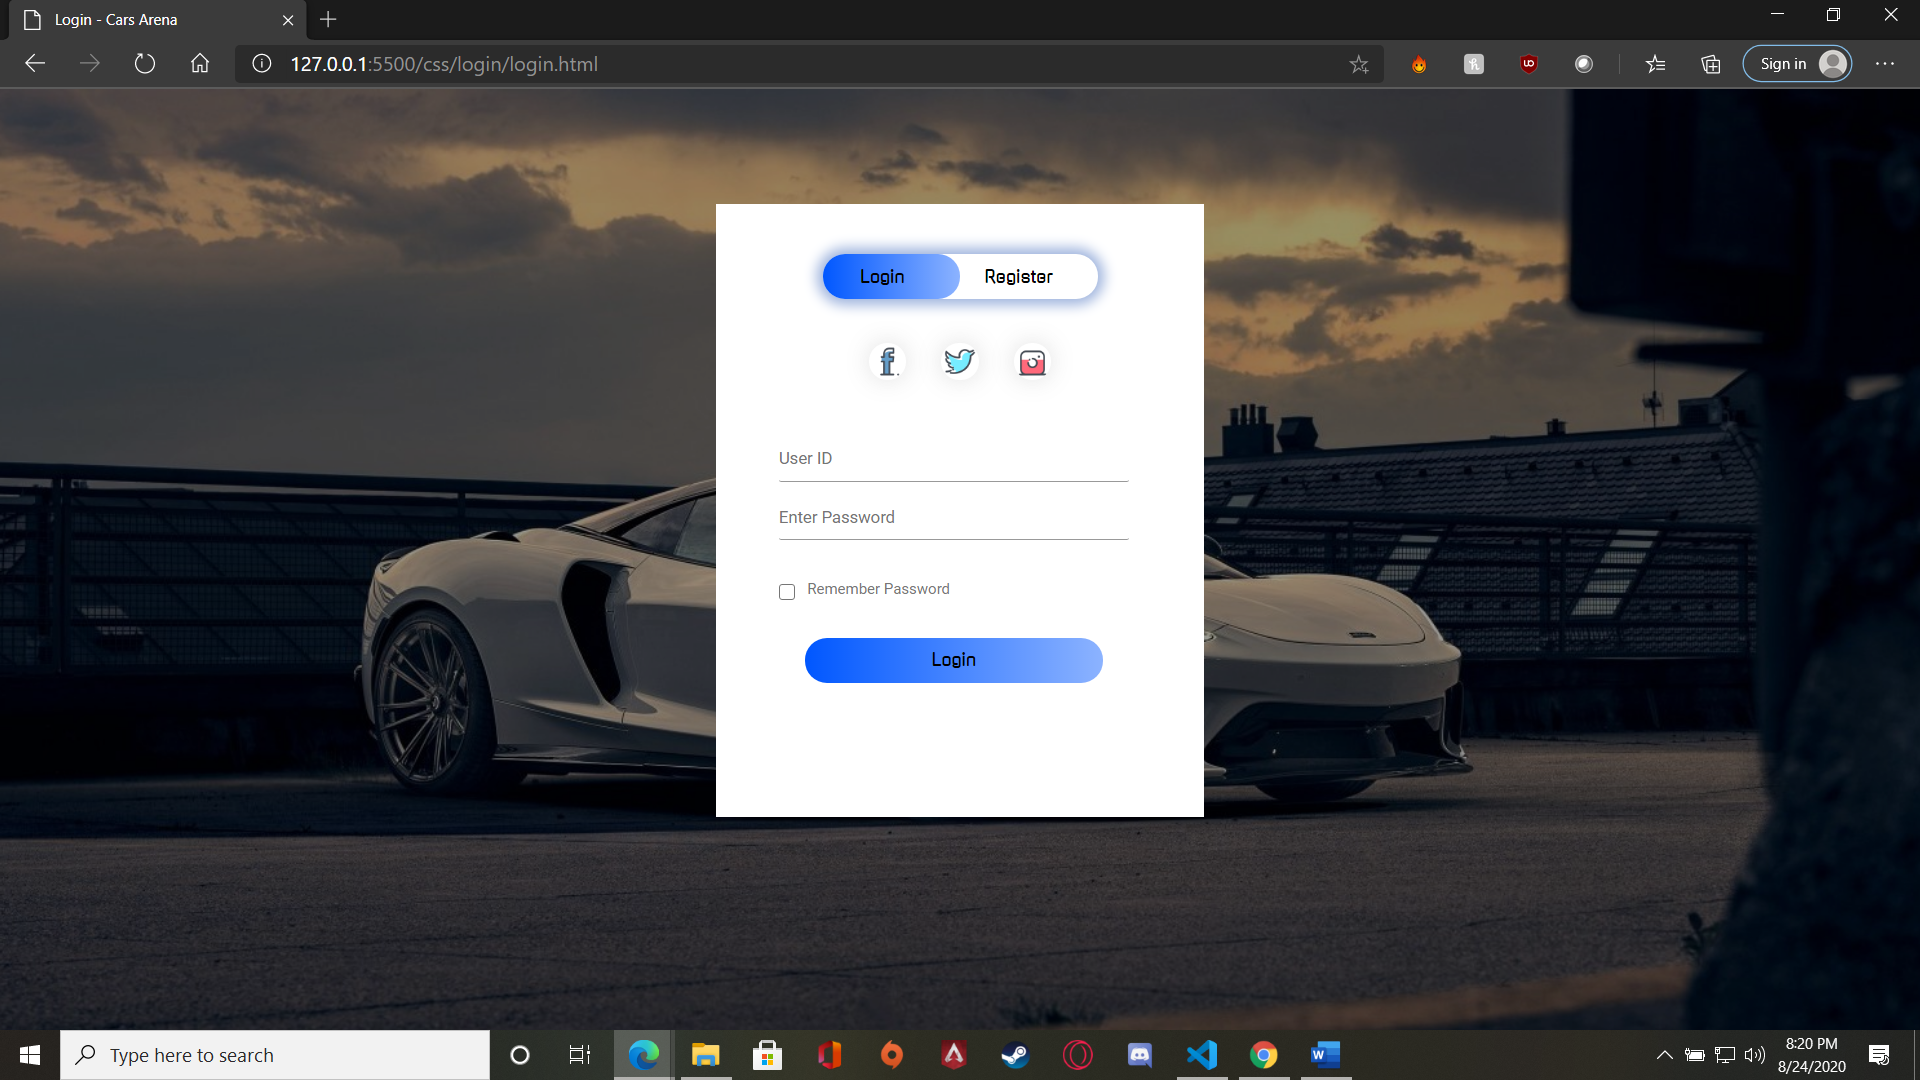 Login - Cars Arena
127.0.0.1:5500/css/login/login.html
Sign in
Login
Register
User ID
Enter Password
Remember Password
Login
Type here to search
8:20 PM
8/24/2020